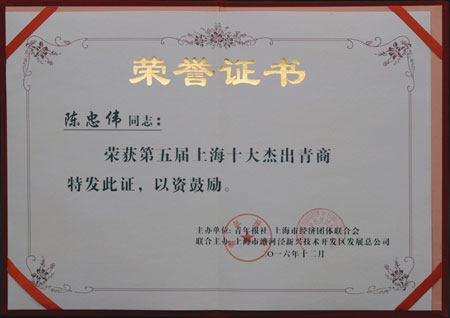 荣誉证书
陈忠伟 同志：
荣获第五届上海十大杰出青商
特发此证，以资鼓励。
主办单位：青年报社 上海市经济团体联合会
联合主办：上海市漕河泾新兴技术开发区发展总公司
二〇一六年十二月